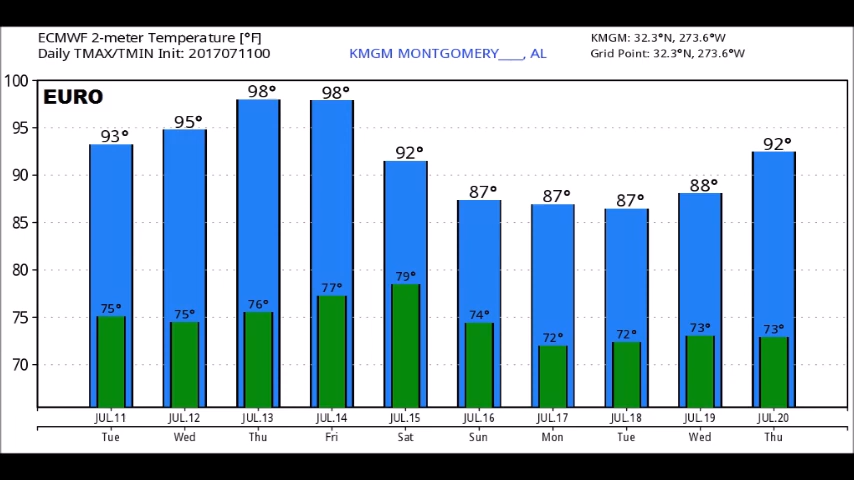 ECMWF 2-meter Temperature [°F]
Daily TMAX/TMIN Init: 2017071100
KMGM MONTGOMERY____, AL
KMGM: 32.3°N, 273.6°W
Grid Point: 32.3°N, 273.6°W
EURO
100
95
90
85
80
75
70
93° 95° 98° 98° 92° 87° 87° 87° 88° 92°
75° 75° 76° 77° 79° 74° 72° 72° 73° 73°
JUL.11 JUL.12 JUL.13 JUL.14 JUL.15 JUL.16 JUL.17 JUL.18 JUL.19 JUL.20
Tue Wed Thu Fri Sat Sun Mon Tue Wed Thu